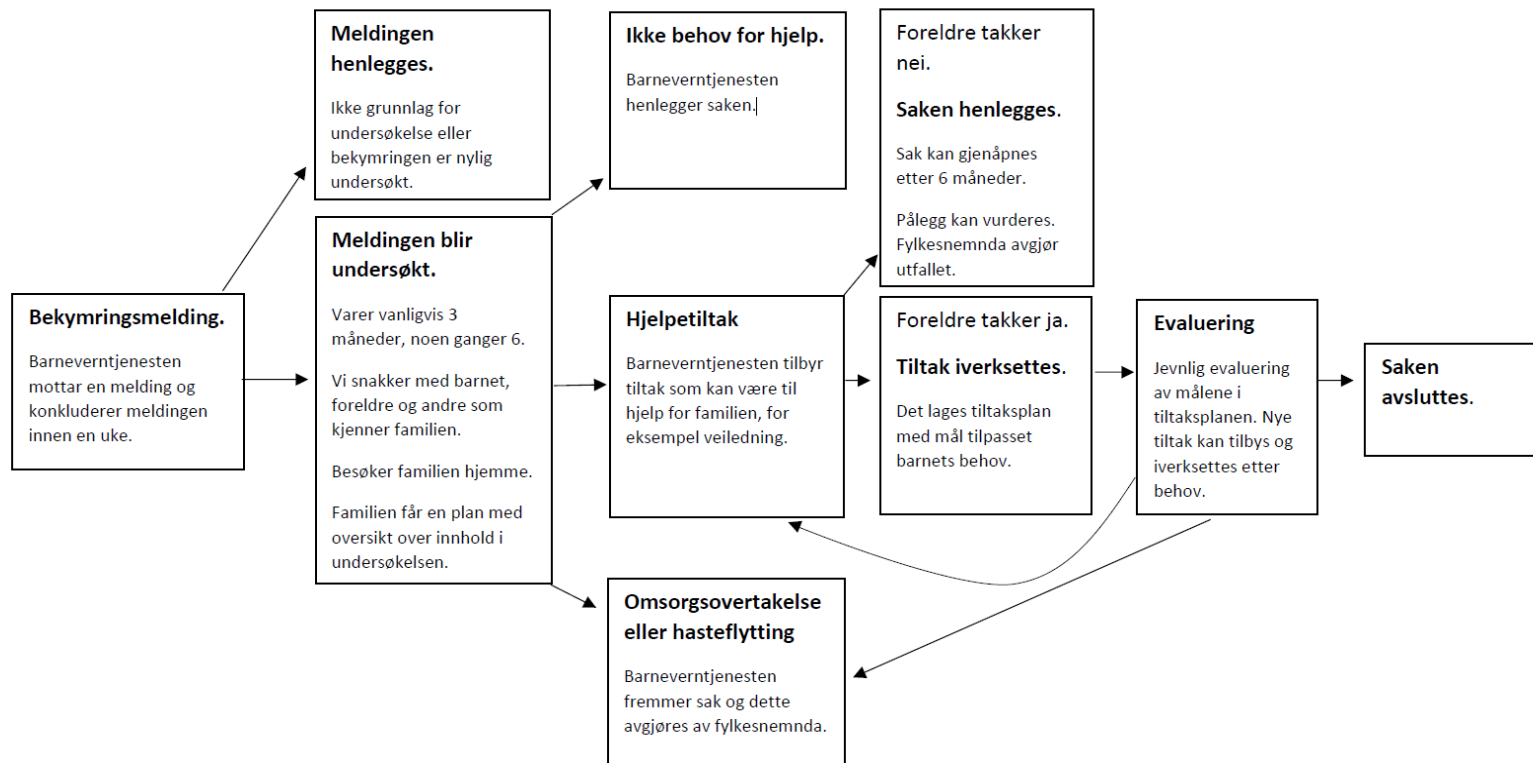 Bekymringsmelding.
Barneverntjenesten
mottar en melding og
konkluderer meldingen
innen en uke.
Meldingen
henlegges.
Ikke grunnlag for
undersøkelse eller
bekymringen er nylig
undersøkt.
Meldingen blir
undersøkt.
Varer vanligvis 3
måneder, noen ganger 6.
Vi snakker med barnet,
foreldre og andre som
kjenner familien.
Besøker familien hjemme.
Familien får en plan med
oversikt over innhold i
undersøkelsen.
Ikke behov for hjelp.
Barneverntjenesten
henlegger saken.
Hjelpetiltak
Barneverntjenesten tilbyr
tiltak som kan være til
hjelp for familien, for
eksempel veiledning.
Omsorgsovertakelse
eller hasteflytting
Barneverntjenesten
fremmer sak og dette
avgjøres av fylkesnemnda.
Foreldre takker
nei.
Saken henlegges.
Sak kan gjenåpnes
etter 6 måneder.
Pålegg kan vurderes.
Fylkesnemnda avgjør
utfallet.
Foreldre takker ja.
Tiltak iverksettes.
Det lages tiltaksplan
med mål tilpasset
barnets behov.
Evaluering
Jevnlig evaluering
av målene i
tiltaksplanen. Nye
tiltak kan tilbys og
iverksettes etter
behov.
Saken
avsluttes.